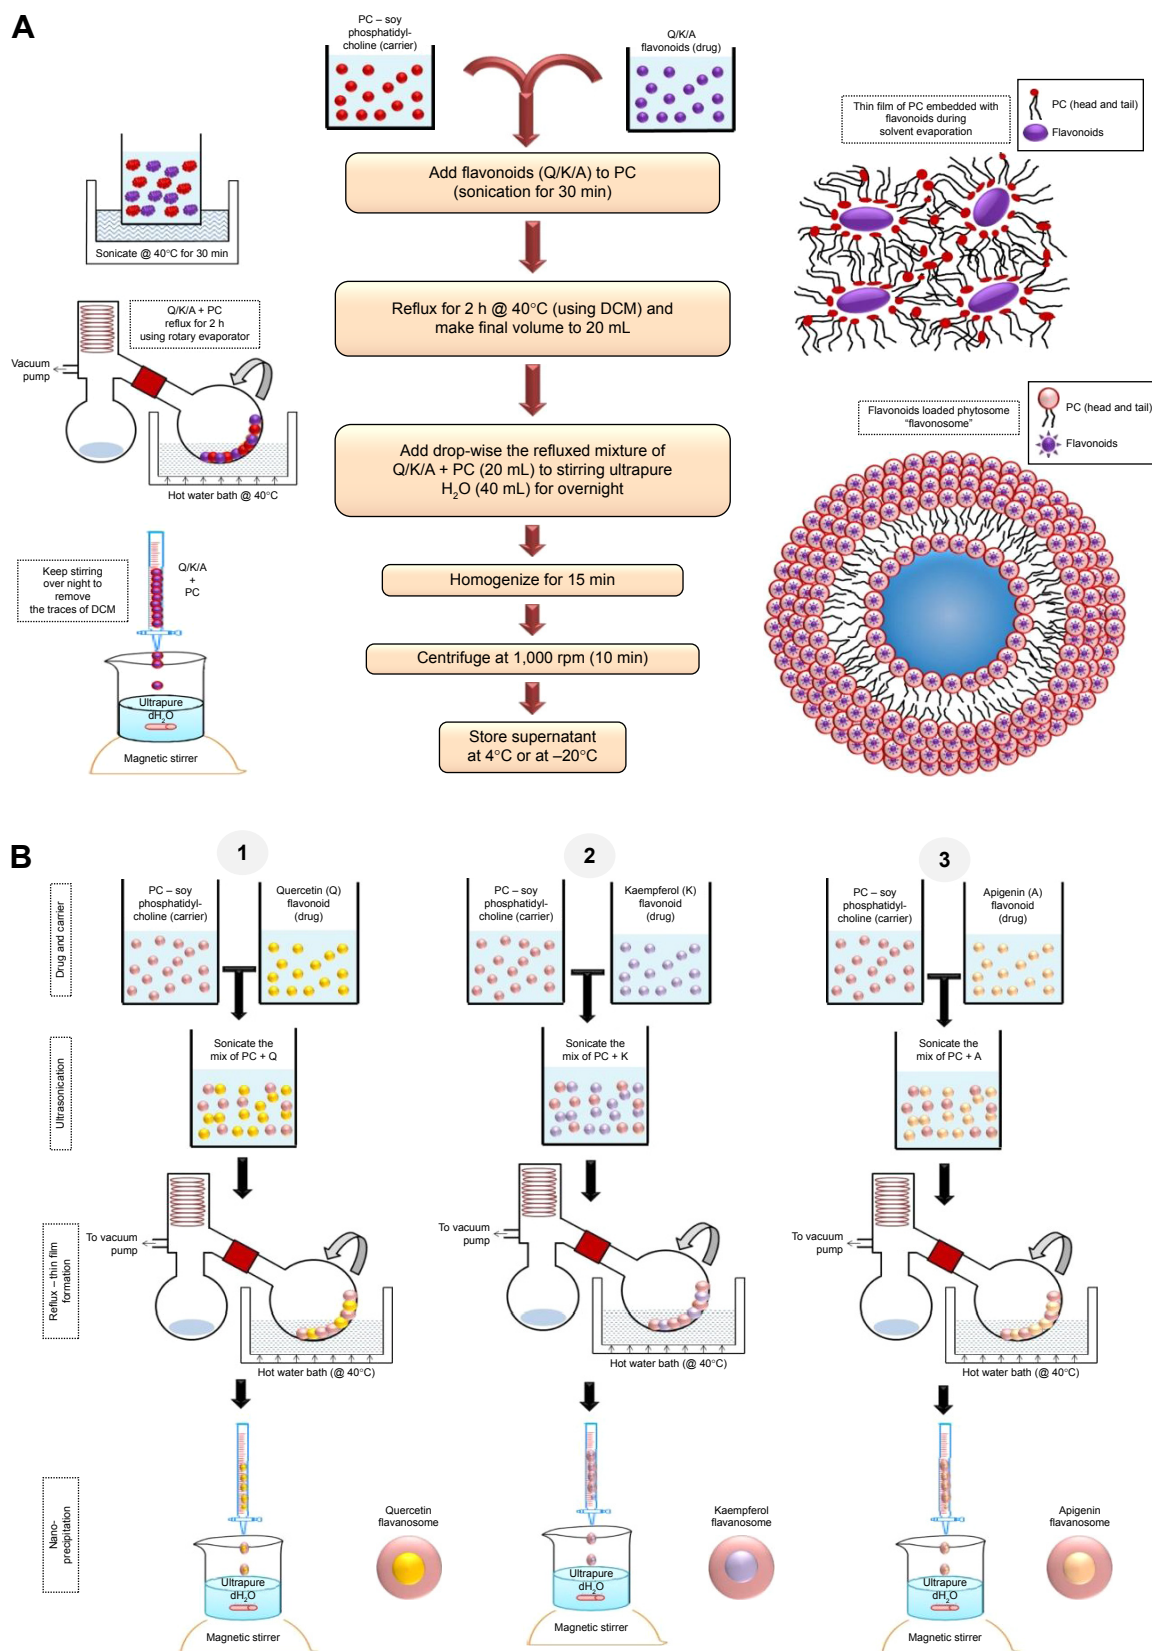 A
PC – soy
phosphatidyl-
choline (carrier)
Q/K/A
flavonoids (drug)
Add flavonoids (Q/K/A) to PC
(sonication for 30 min)
Reflux for 2 h @ 40°C (using DCM) and
make final volume to 20 mL
Add drop-wise the refluxed mixture of
Q/K/A + PC (20 mL) to stirring ultrapure
H₂O (40 mL) for overnight
Homogenize for 15 min
Centrifuge at 1,000 rpm (10 min)
Store supernatant
at 4°C or at –20°C
Sonicate @ 40°C for 30 min
Q/K/A + PC
reflux for 2 h
using rotary evaporator
Vacuum
pump
Hot water bath @ 40°C
Keep stirring
over night to
remove
the traces of DCM
Q/K/A
+
PC
Ultrapure
dH₂O
Magnetic stirrer
Thin film of PC embedded with
flavonoids during
solvent evaporation
PC (head and tail)
Flavonoids
Flavonoids loaded phytosome
"flavonosome"
PC (head and tail)
Flavonoids
B
1
2
3
Drug and carrier
PC – soy
phosphatidyl-
choline (carrier)
Quercetin (Q)
flavonoid
(drug)
PC – soy
phosphatidyl-
choline (carrier)
Kaempferol (K)
flavonoid
(drug)
PC – soy
phosphatidyl-
choline (carrier)
Apigenin (A)
flavonoid
(drug)
Ultrasonication
Sonicate the
mix of PC + Q
Sonicate the
mix of PC + K
Sonicate the
mix of PC + A
Reflux – thin film
formation
To vacuum
pump
Hot water bath (@ 40°C)
To vacuum
pump
Hot water bath (@ 40°C)
To vacuum
pump
Hot water bath (@ 40°C)
Nano-
precipitation
Ultrapure
dH₂O
Magnetic stirrer
Quercetin
flavanosome
Ultrapure
dH₂O
Magnetic stirrer
Kaempferol
flavanosome
Ultrapure
dH₂O
Magnetic stirrer
Apigenin
flavanosome